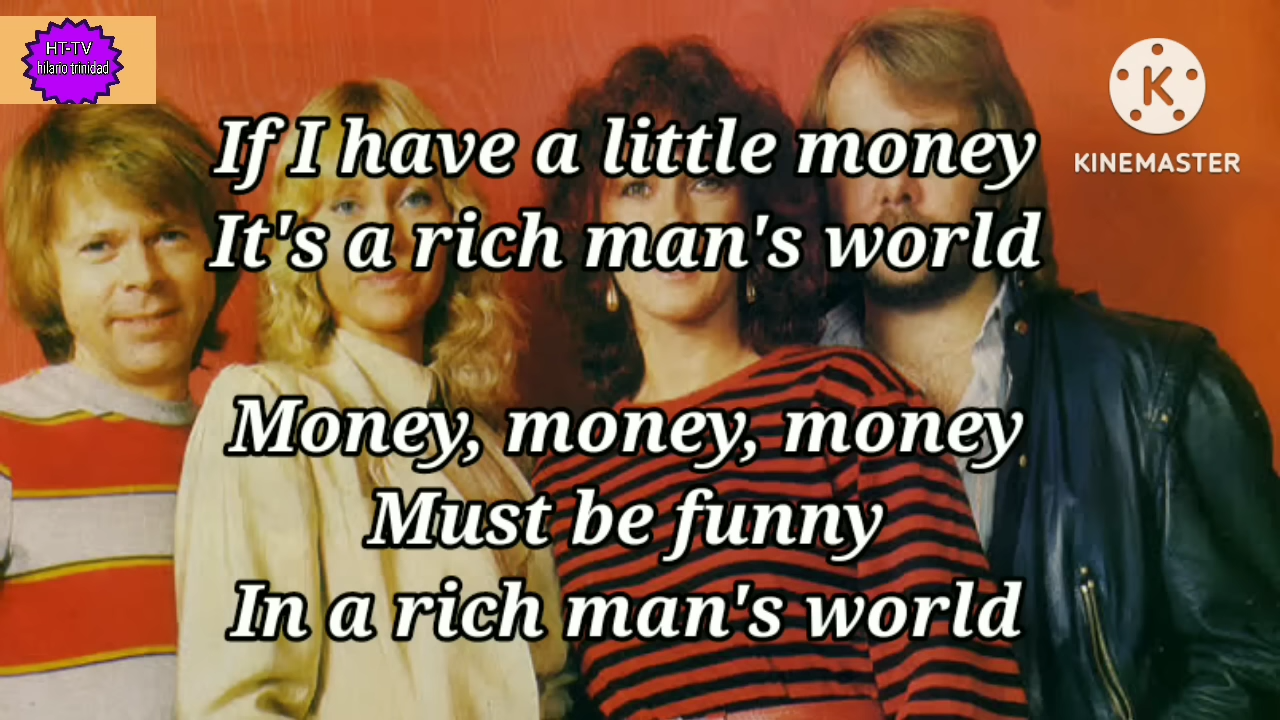 HT-TV
hilario trinidad
K
KINEMASTER
If I have a little money
It's a rich man's world
Money, money, money
Must be funny
In a rich man's world